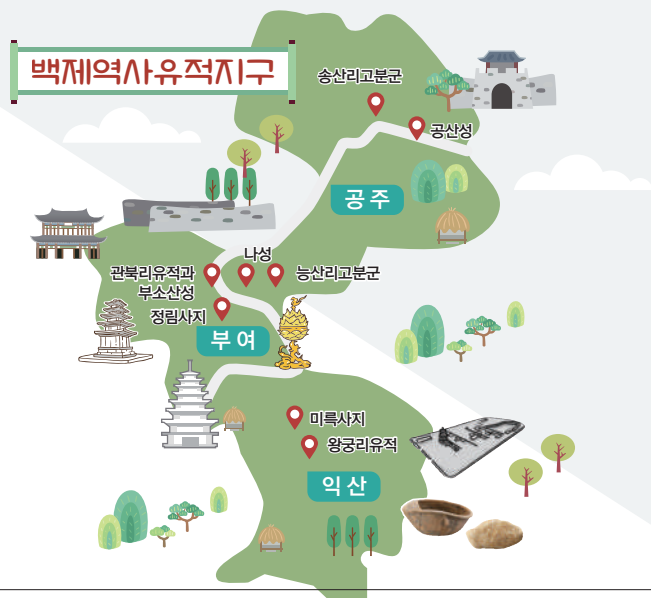 백제역사유적지구
송산리고분군
공산성
공주
나성
관북리유적과
부소산성
능산리고분군
정림사지
부여
미륵사지
왕궁리유적
익산